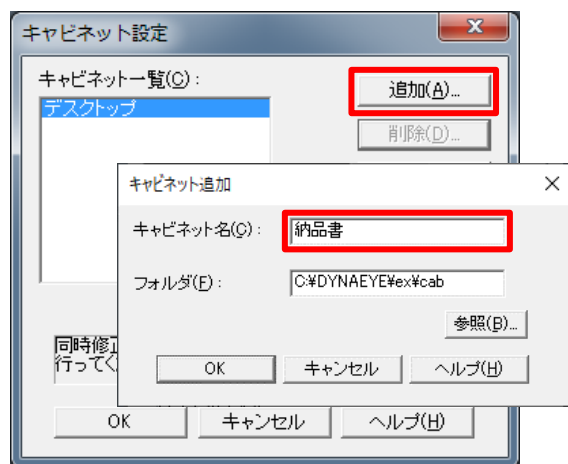 キャビネット設定
キャビネット一覧(C):
追加(A)...
デスクトップ
削除(D)...
キャビネット追加
キャビネット名(C):
納品書
フォルダ(F):
C:¥DYNAEYE¥ex¥cab
参照(B)...
同時修正
行ってく
OK
キャンセル
ヘルプ(H)
OK
キャンセル
ヘルプ(H)